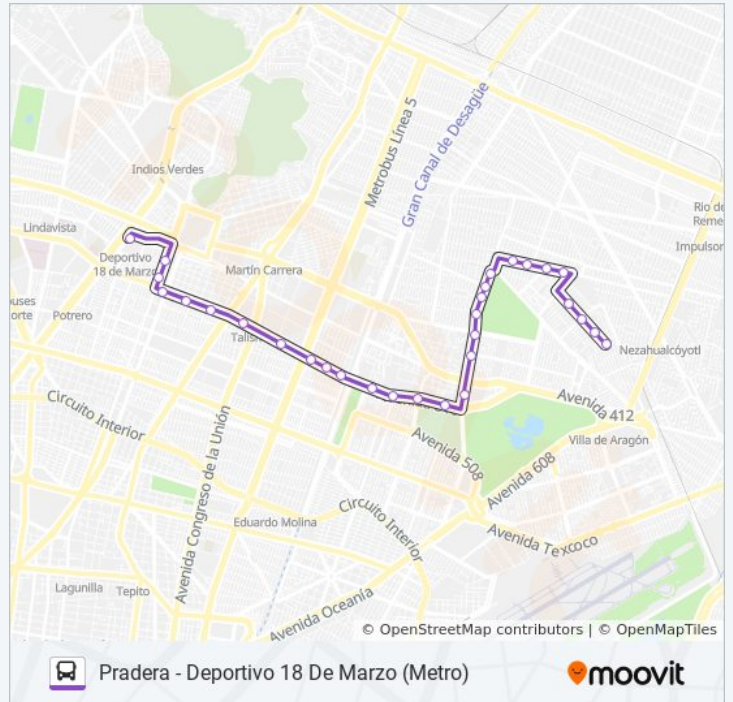 Metrobus Línea 5
Gran Canal de Desagüe
Indios Verdes
Lindavista
Rio de
Reme
Impulsor
Deportivo
18 de Marzo
Martín Carrera
ouses
orte
Potrero
Talis
Nezahualcóyotl
Circuito Interior
Avenida 412
Villa de Aragón
Avenida 508
Avenida 608
Avenida Congreso de la Unión
Eduardo Molina
Circuito Interior
Avenida Texcoco
Lagunilla
Tepito
Avenida Oceanía
© OpenStreetMap contributors | © OpenMapTiles
Pradera - Deportivo 18 De Marzo (Metro)
moovit